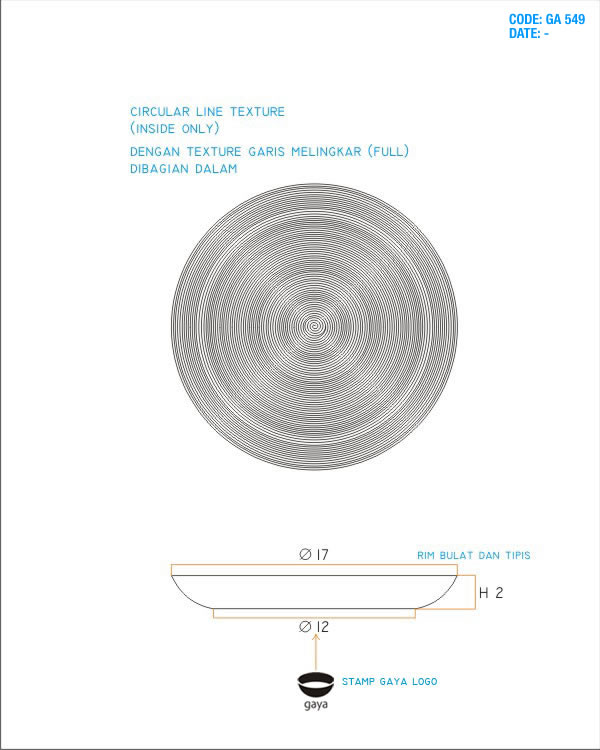 CODE: GA 549
DATE: -
CIRCULAR LINE TEXTURE
(INSIDE ONLY)
DENGAN TEXTURE GARIS MELINGKAR (FULL)
DIBAGIAN DALAM
Ø 17
RIM BULAT DAN TIPIS
H 2
Ø 12
STAMP GAYA LOGO
gaya